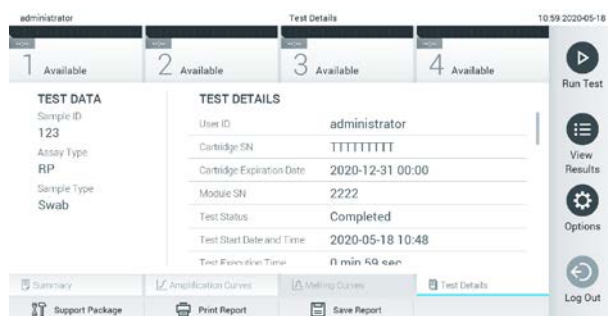 administrator Test Details 10:59 2020-05-18
1 Available 2 Available 3 Available 4 Available
Run Test
TEST DATA
Sample ID
123
Assay Type
RP
Sample Type
Swab
TEST DETAILS
User ID administrator
Cartridge SN TTTTTTTTT
Cartridge Expiration Date 2020-12-31 00:00
Module SN 2222
Test Status Completed
Test Start Date and Time 2020-05-18 10:48
Test Execution Time 0 min 59 sec
View
Results
Options
Log Out
Summary Amplification Curves Melting Curves Test Details
Support Package Print Report Save Report